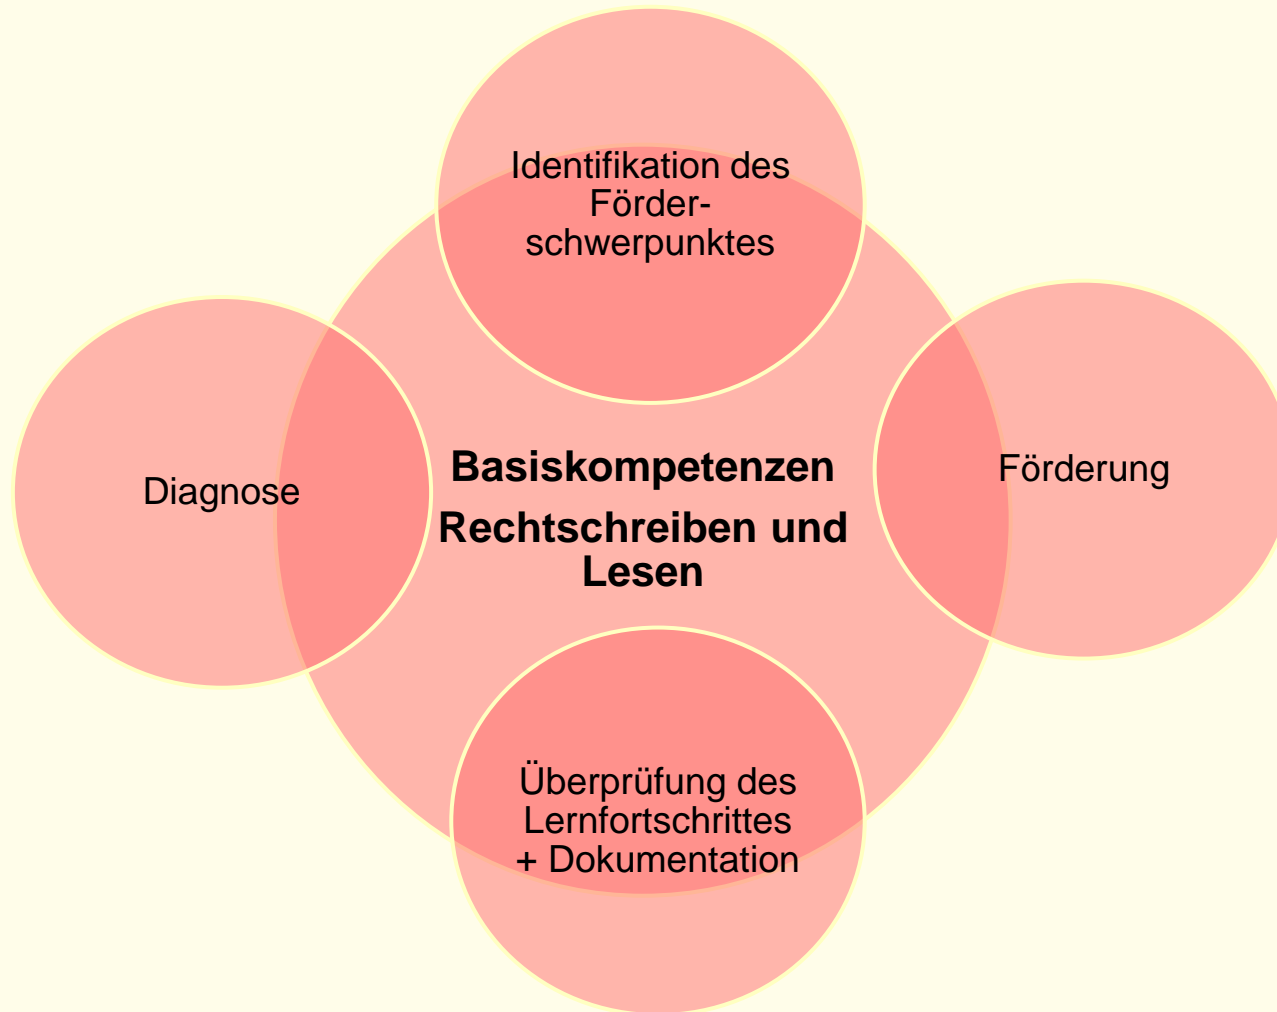 Identifikation des
Förder-
schwerpunktes
Diagnose
Basiskompetenzen
Rechtschreiben und
Lesen
Förderung
Überprüfung des
Lernfortschrittes
+ Dokumentation